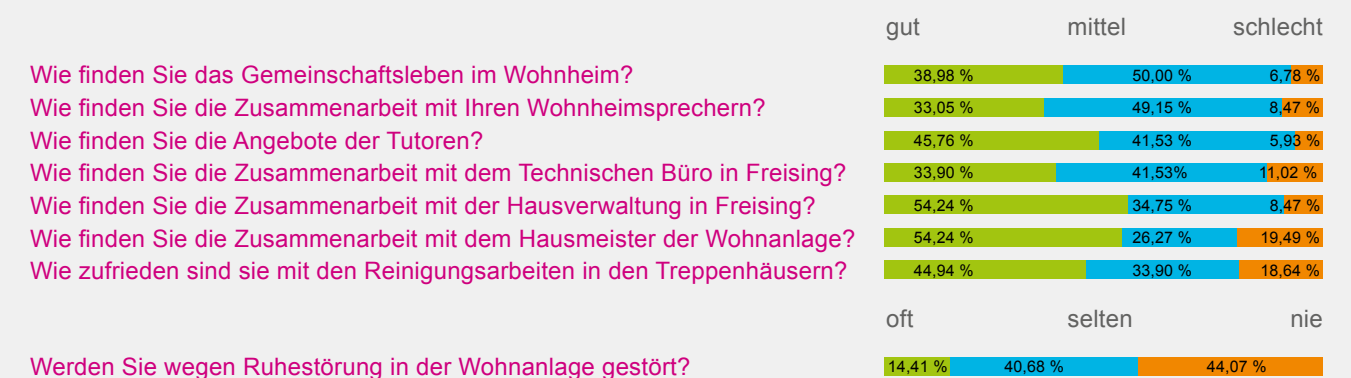 gut mittel schlecht
Wie finden Sie das Gemeinschaftsleben im Wohnheim? 38,98 % 50,00 % 6,78 %
Wie finden Sie die Zusammenarbeit mit Ihren Wohnheimsprechern? 33,05 % 49,15 % 8,47 %
Wie finden Sie die Angebote der Tutoren? 45,76 % 41,53 % 5,93 %
Wie finden Sie die Zusammenarbeit mit dem Technischen Büro in Freising? 33,90 % 41,53% 11,02 %
Wie finden Sie die Zusammenarbeit mit der Hausverwaltung in Freising? 54,24 % 34,75 % 8,47 %
Wie finden Sie die Zusammenarbeit mit dem Hausmeister der Wohnanlage? 54,24 % 26,27 % 19,49 %
Wie zufrieden sind sie mit den Reinigungsarbeiten in den Treppenhäusern? 44,94 % 33,90 % 18,64 %
oft selten nie
Werden Sie wegen Ruhestörung in der Wohnanlage gestört? 14,41 % 40,68 % 44,07 %